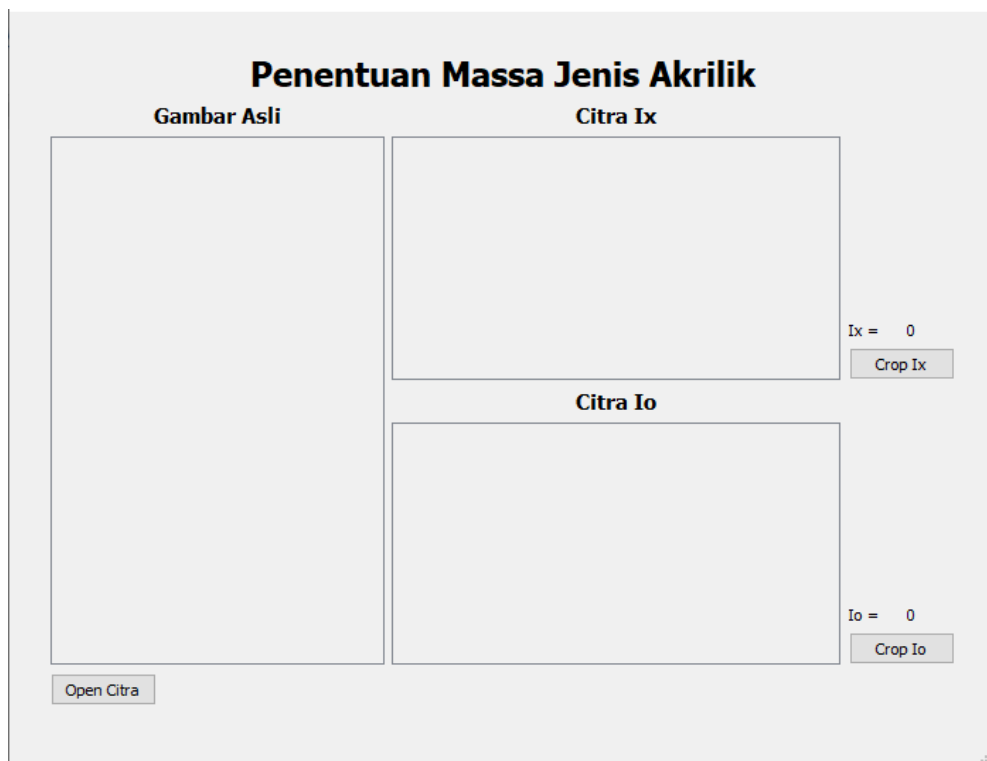 Penentuan Massa Jenis Akrilik
Gambar Asli
Citra Ix
Ix = 0
Crop Ix
Citra Io
Io = 0
Crop Io
Open Citra